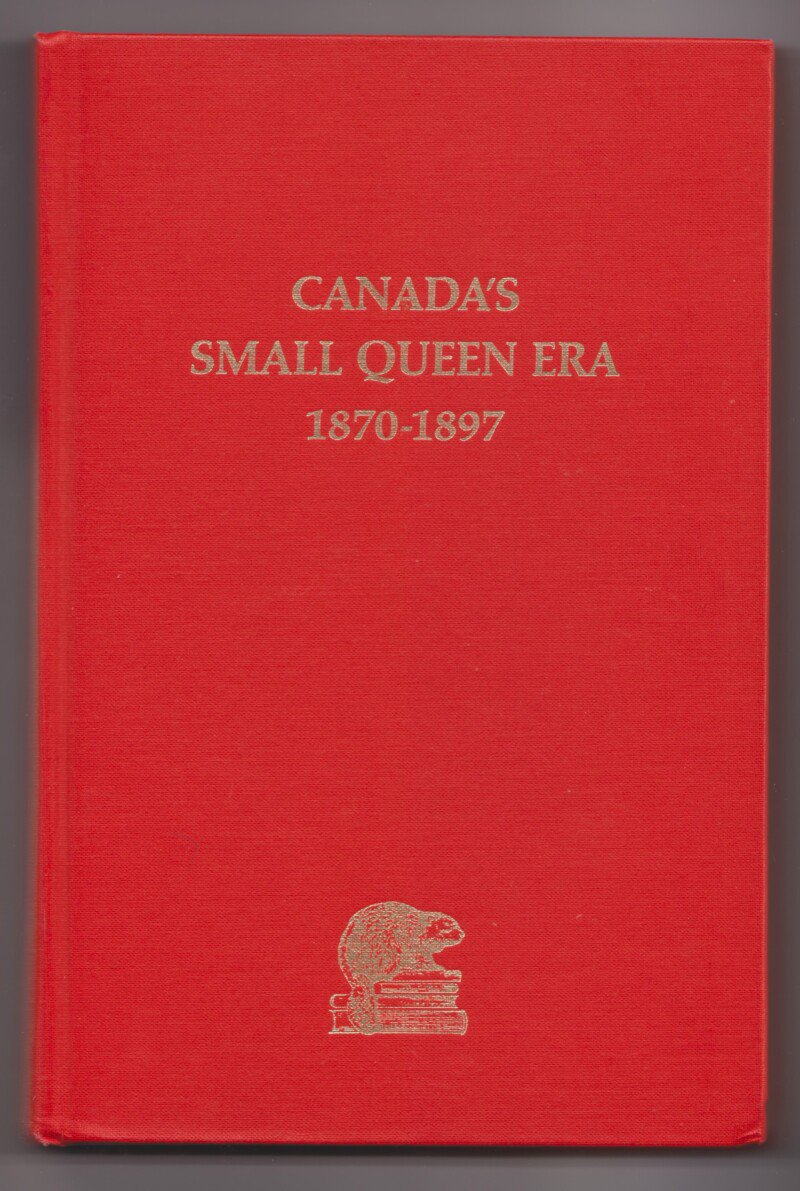 CANADA'S
SMALL QUEEN ERA
1870-1897